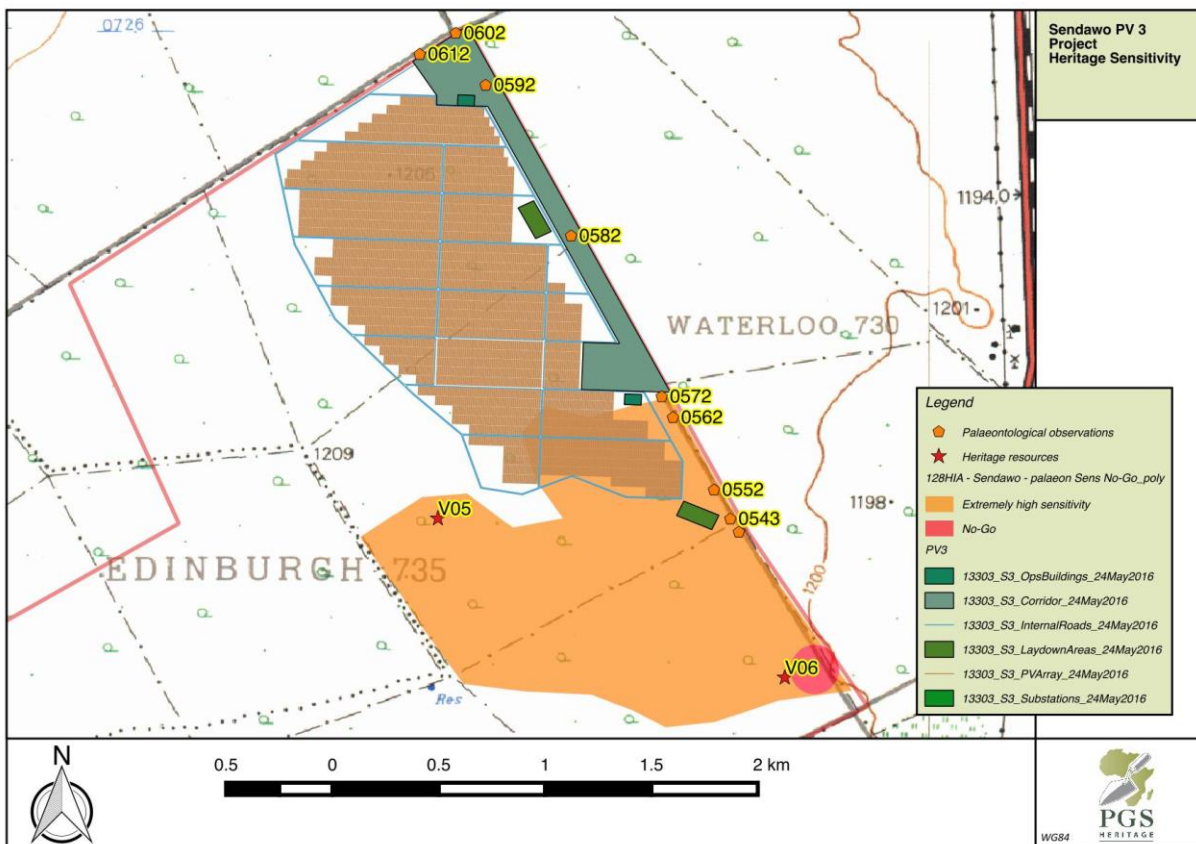 Sendawo PV 3
Project
Heritage Sensitivity
0726
0602
0612
0592
1206
1194,0
0582
WATERLOO 730
1201
0572
0562
1209
0552
1198
0543
V05
EDINBURGH 735
1200
V06
Res
Legend
Palaeontological observations
Heritage resources
128HIA - Sendawo - palaeon Sens No-Go_poly
Extremely high sensitivity
No-Go
PV3
13303_S3_OpsBuildings_24May2016
13303_S3_Corridor_24May2016
13303_S3_InternalRoads_24May2016
13303_S3_LaydownAreas_24May2016
13303_S3_PVArray_24May2016
13303_S3_Substations_24May2016
N
0.5 0 0.5 1 1.5 2 km
WG84
PGS
HERITAGE